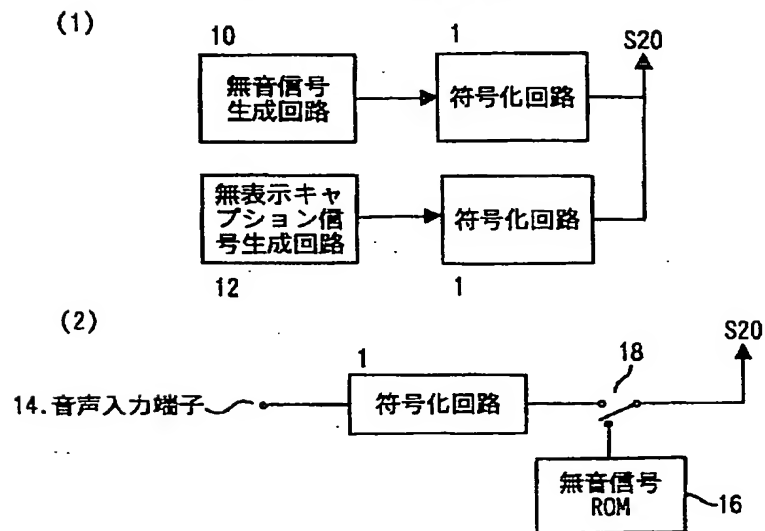 (1)
10
1
S20
無音信号
生成回路
符号化回路
無表示キャ
プション信
号生成回路
符号化回路
12
1
(2)
S20
1
18
14.音声入力端子
符号化回路
無音信号
ROM
16